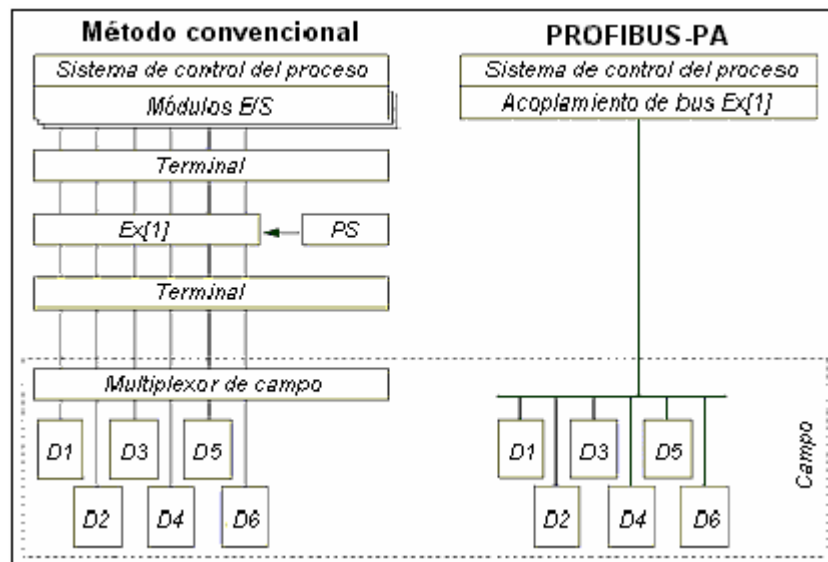 Método convencional
Sistema de control del proceso
Módulos E/S
Terminal
Ex[1]
PS
Terminal
Multiplexor de campo
D1
D3
D5
D2
D4
D6
PROFIBUS-PA
Sistema de control del proceso
Acoplamiento de bus Ex[1]
D1
D3
D5
D2
D4
D6
Campo